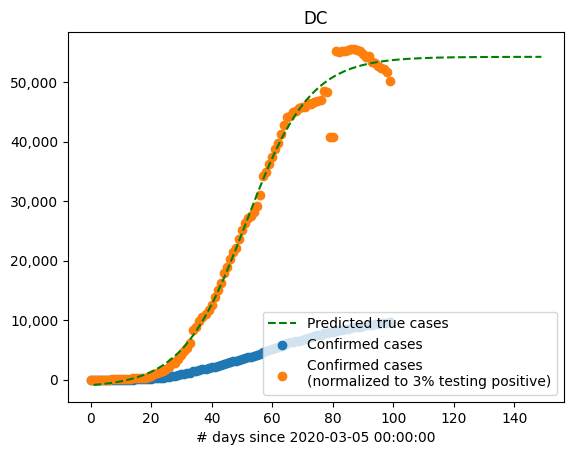 DC
50,000
40,000
30,000
20,000
10,000
0
Predicted true cases
Confirmed cases
Confirmed cases
(normalized to 3% testing positive)
0 20 40 60 80 100 120 140
# days since 2020-03-05 00:00:00